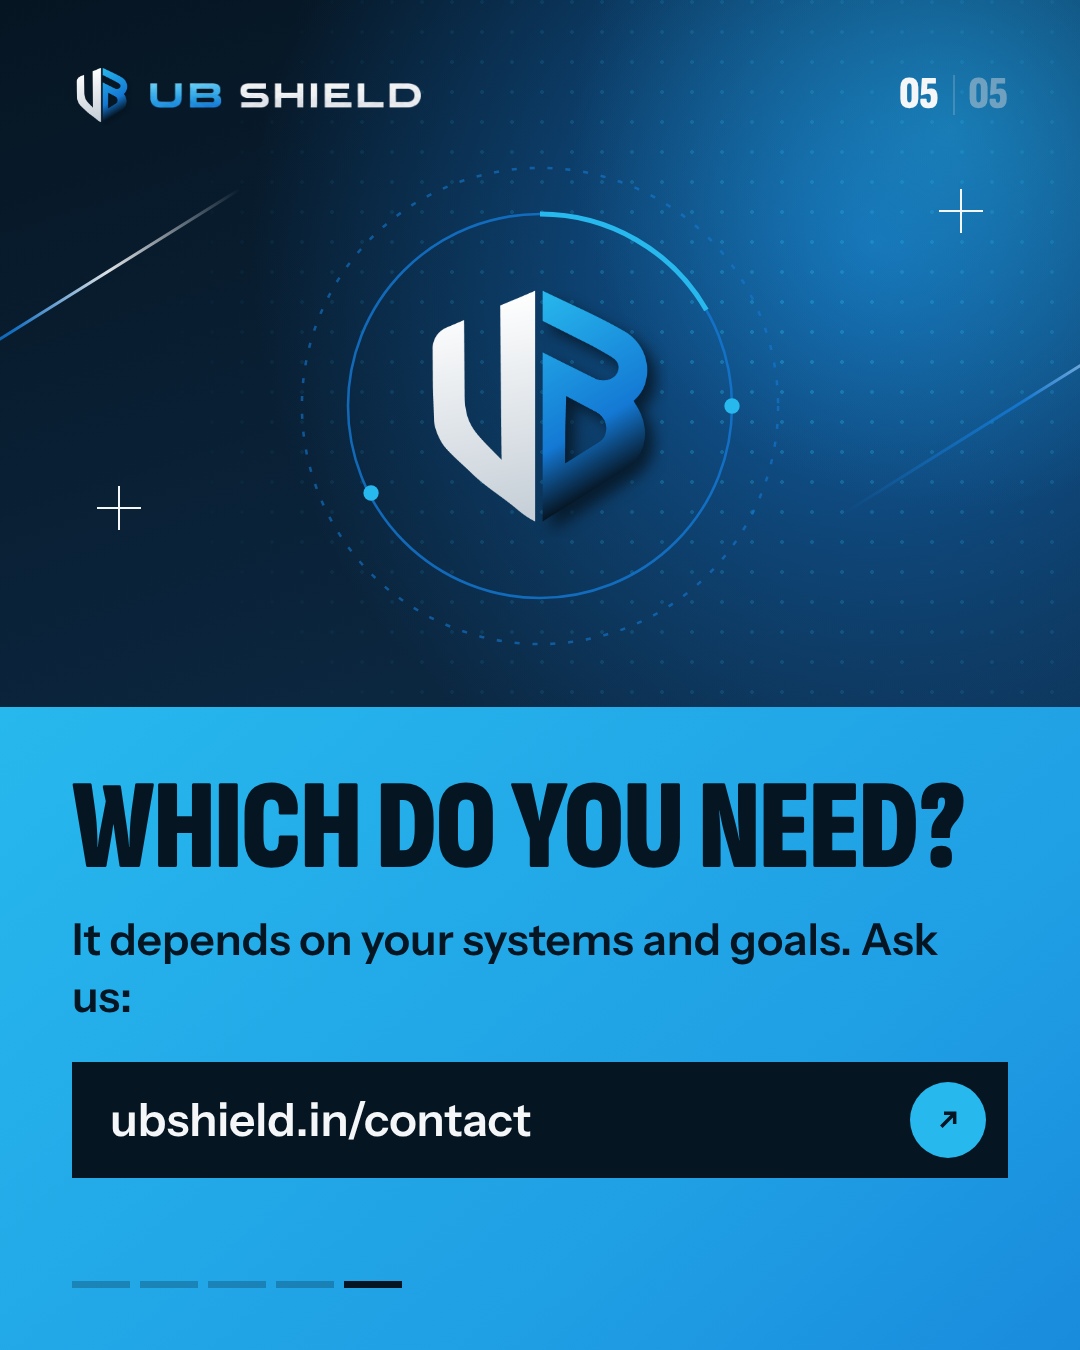 UB SHIELD
05 | 05
UB
WHICH DO YOU NEED?
It depends on your systems and goals. Ask
us:
ubshield.in/contact